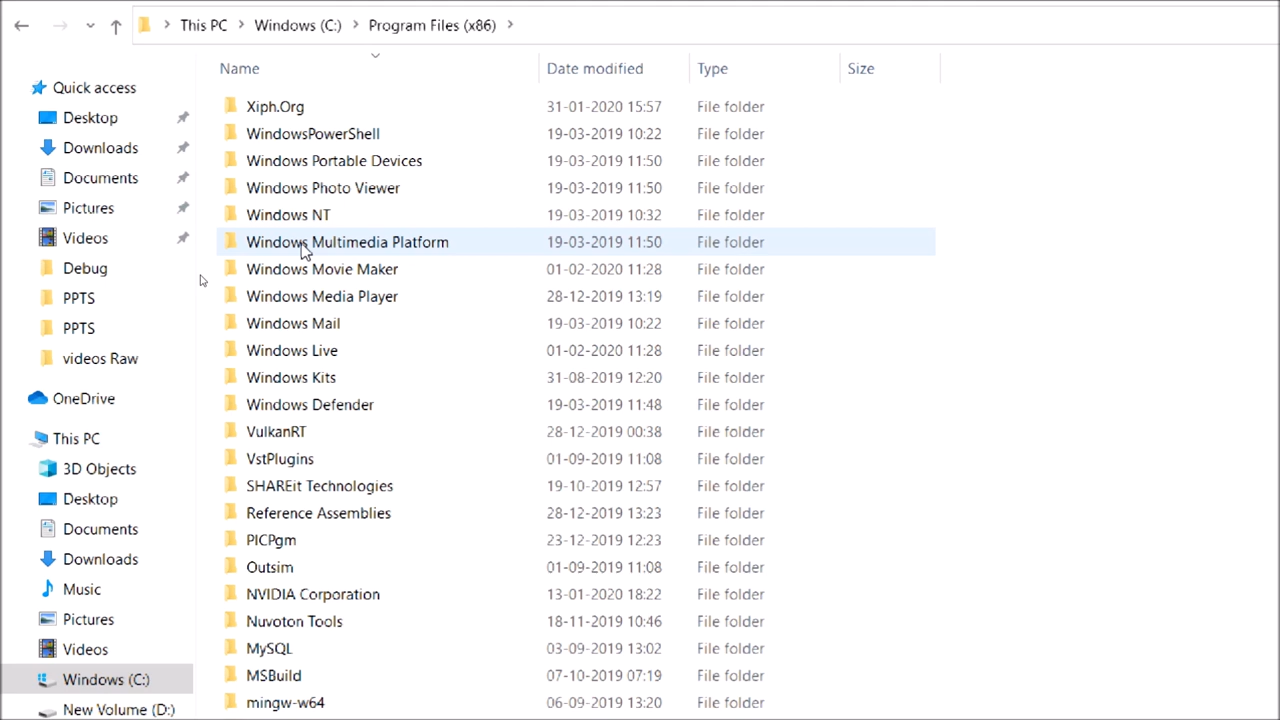 This PC Windows (C:) Program Files (x86)
Name Date modified Type Size
Quick access
Desktop
Downloads
Documents
Pictures
Videos
Debug
PPTS
PPTS
videos Raw
OneDrive
This PC
3D Objects
Desktop
Documents
Downloads
Music
Pictures
Videos
Windows (C:)
New Volume (D:)
Xiph.Org 31-01-2020 15:57 File folder
WindowsPowerShell 19-03-2019 10:22 File folder
Windows Portable Devices 19-03-2019 11:50 File folder
Windows Photo Viewer 19-03-2019 11:50 File folder
Windows NT 19-03-2019 10:32 File folder
Windows Multimedia Platform 19-03-2019 11:50 File folder
Windows Movie Maker 01-02-2020 11:28 File folder
Windows Media Player 28-12-2019 13:19 File folder
Windows Mail 19-03-2019 10:22 File folder
Windows Live 01-02-2020 11:28 File folder
Windows Kits 31-08-2019 12:20 File folder
Windows Defender 19-03-2019 11:48 File folder
VulkanRT 28-12-2019 00:38 File folder
VstPlugins 01-09-2019 11:08 File folder
SHAREit Technologies 19-10-2019 12:57 File folder
Reference Assemblies 28-12-2019 13:23 File folder
PICPgm 23-12-2019 12:23 File folder
Outsim 01-09-2019 11:08 File folder
NVIDIA Corporation 13-01-2020 18:22 File folder
Nuvoton Tools 18-11-2019 10:46 File folder
MySQL 03-09-2019 13:02 File folder
MSBuild 07-10-2019 07:19 File folder
mingw-w64 06-09-2019 13:20 File folder